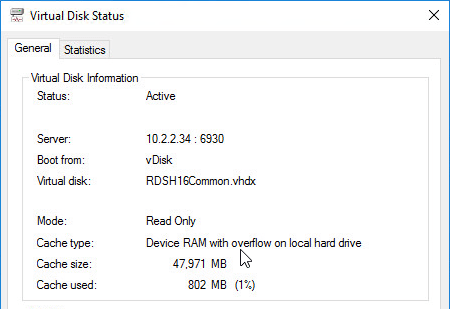 Virtual Disk Status
General
Statistics
Virtual Disk Information
Status: Active
Server: 10.2.2.34 : 6930
Boot from: vDisk
Virtual disk: RDSH16Common.vhdx
Mode: Read Only
Cache type: Device RAM with overflow on local hard drive
Cache size: 47,971 MB
Cache used: 802 MB (1%)